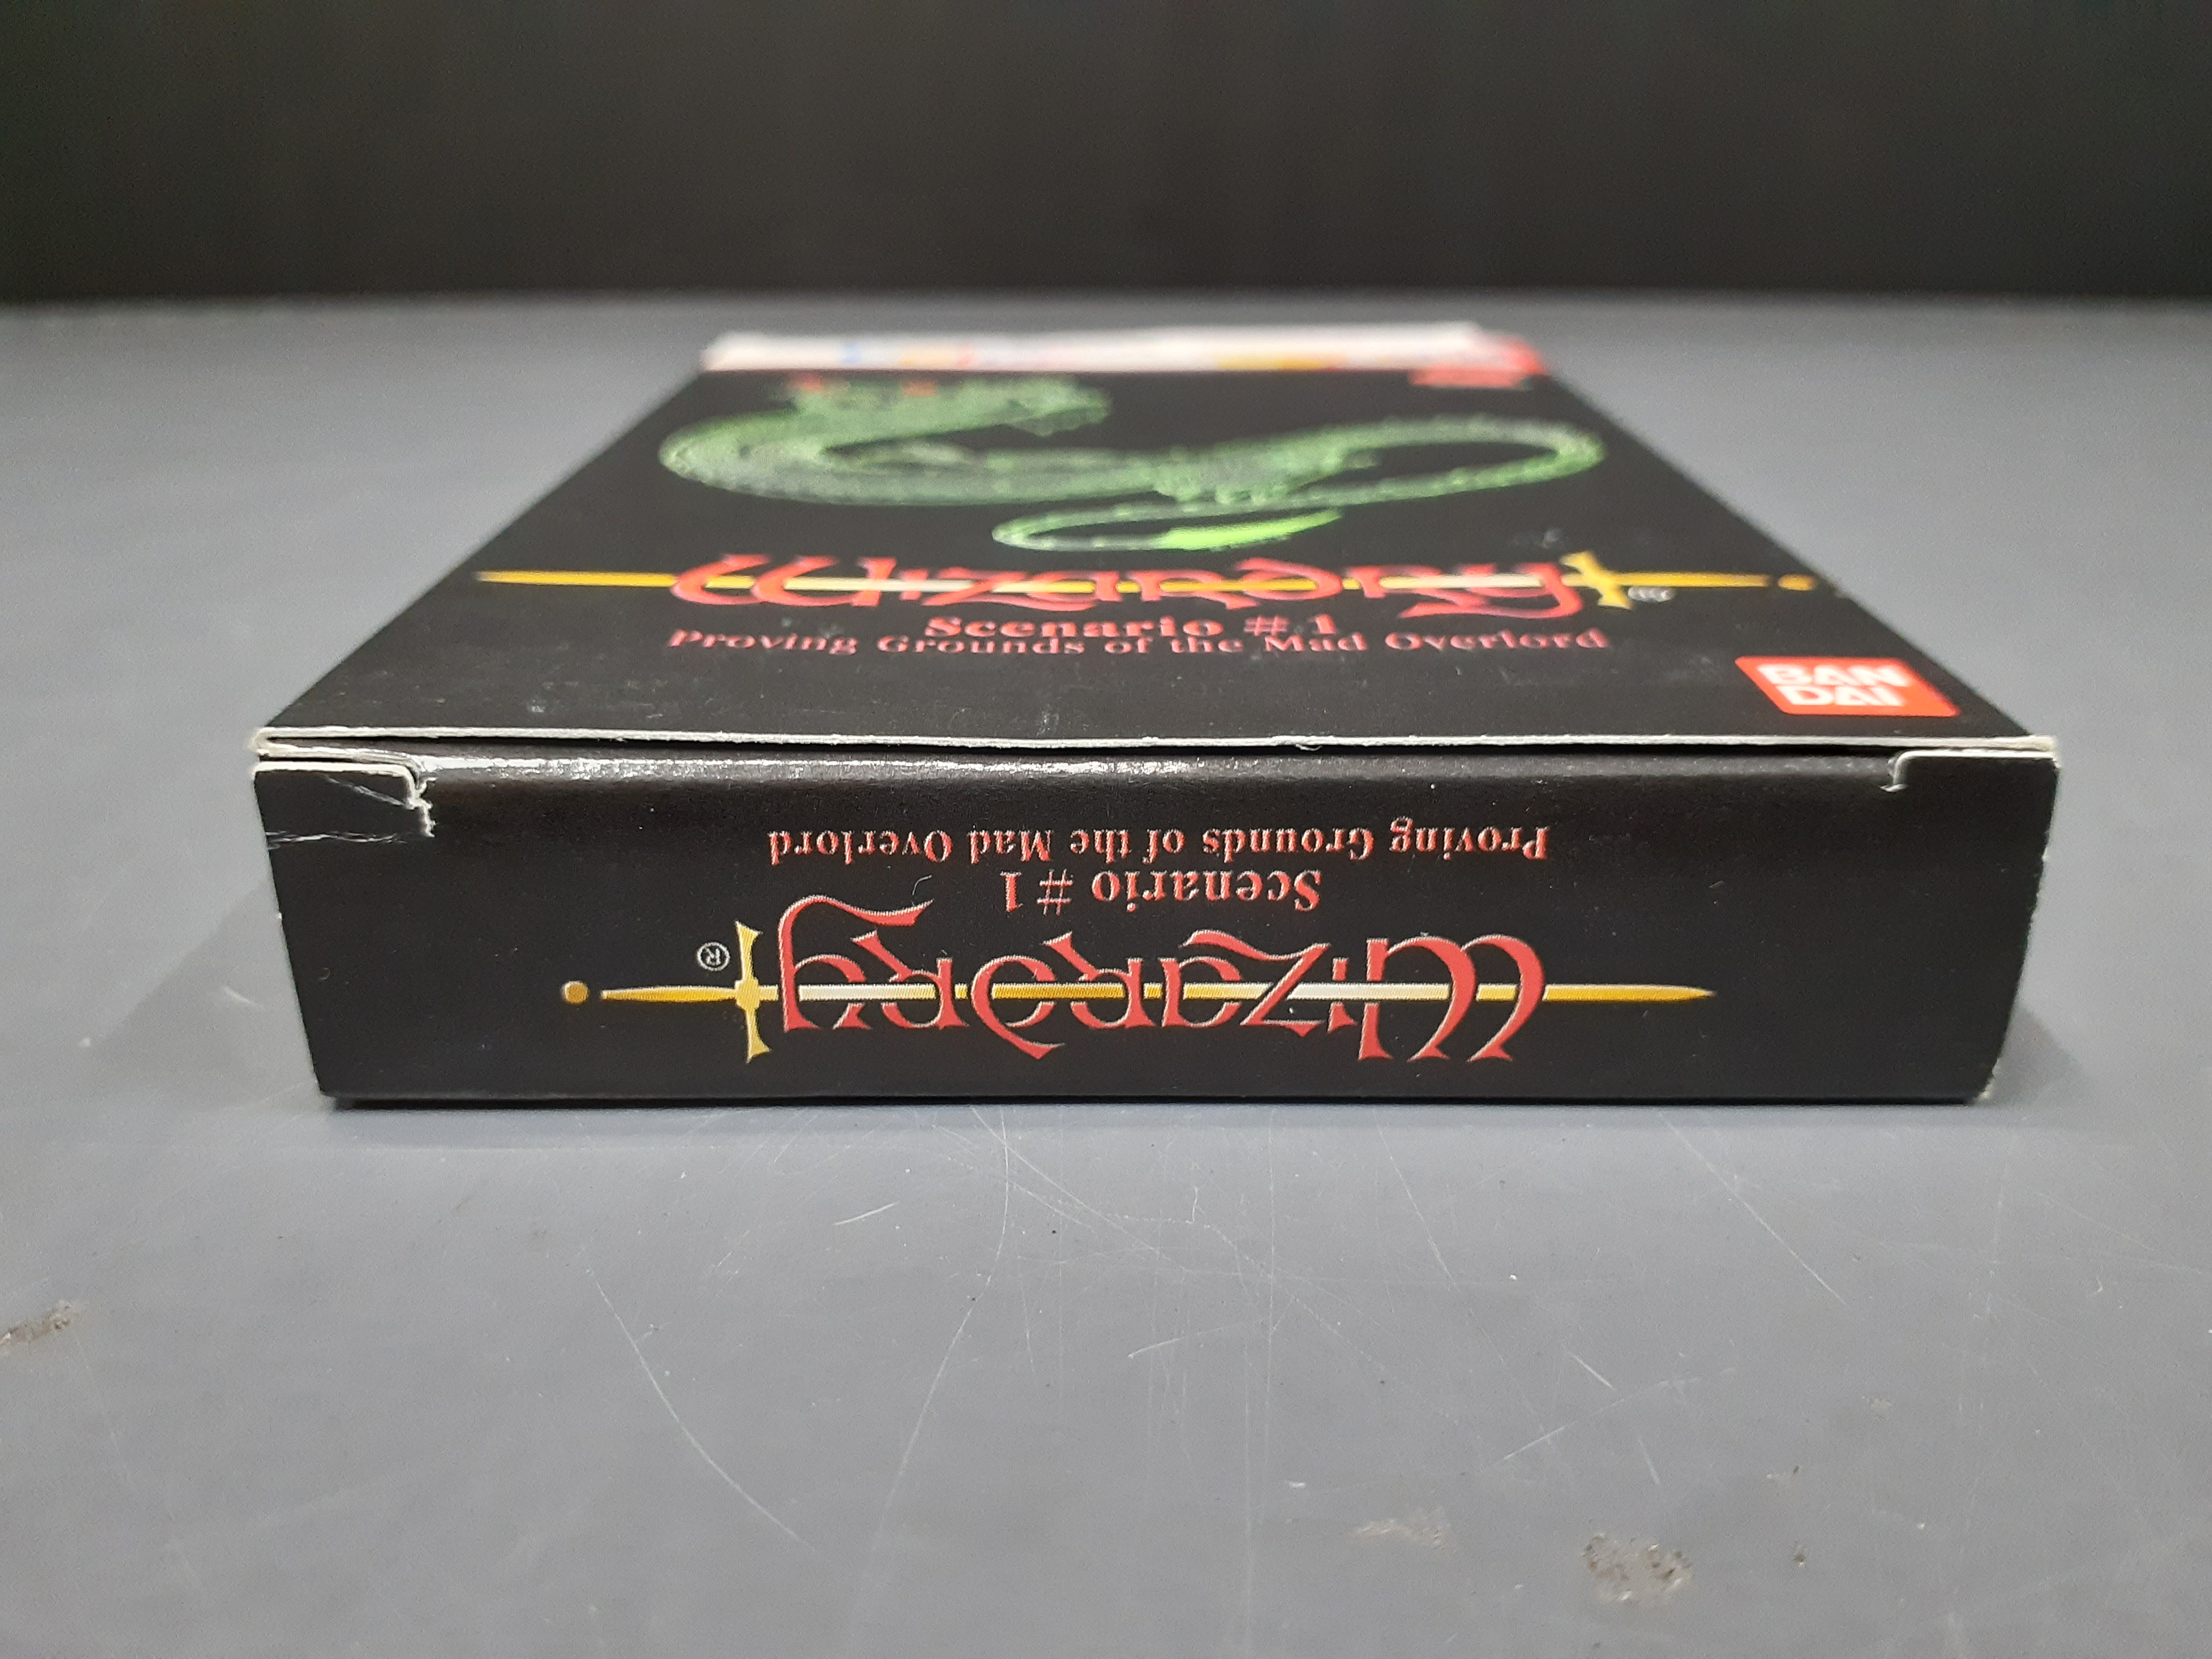 Wizardry®
Scenario #1
Proving Grounds of the Mad Overlord
BAN
DAI
Proving Grounds of the Mad Overlord
Scenario #1
Wizardry®